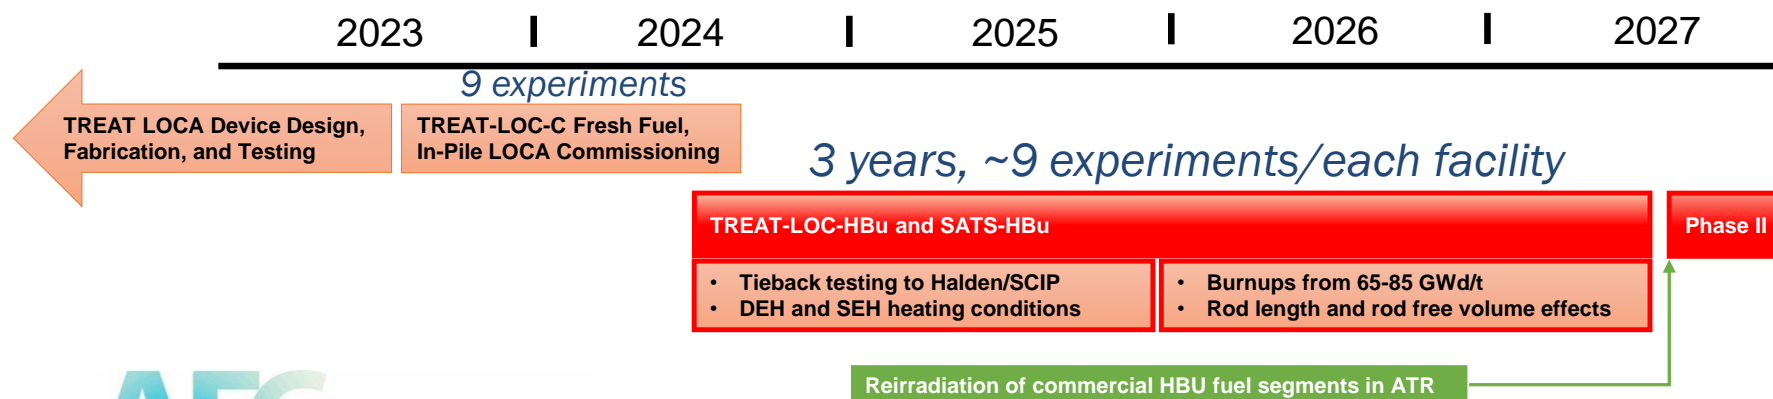 2023 | 2024 | 2025 | 2026 | 2027
9 experiments
TREAT LOCA Device Design,
Fabrication, and Testing
TREAT-LOC-C Fresh Fuel,
In-Pile LOCA Commissioning
3 years, ~9 experiments/each facility
TREAT-LOC-HBu and SATS-HBu
Phase II
• Tieback testing to Halden/SCIP
• DEH and SEH heating conditions
• Burnups from 65-85 GWd/t
• Rod length and rod free volume effects
Reirradiation of commercial HBU fuel segments in ATR